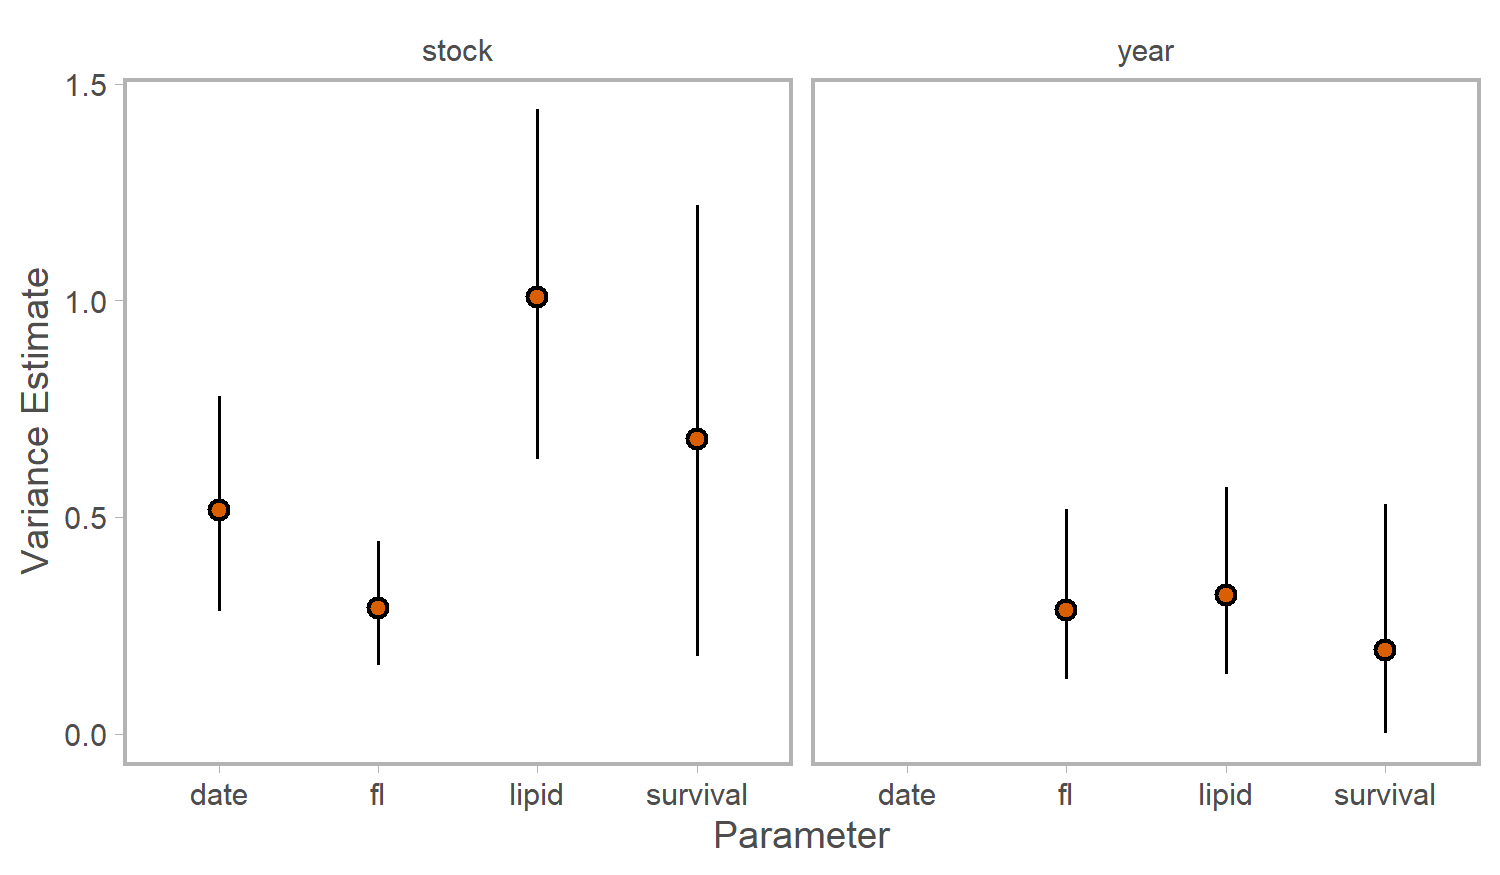 stock
year
Variance Estimate
1.5
1.0
0.5
0.0
date fl lipid survival
date fl lipid survival
Parameter